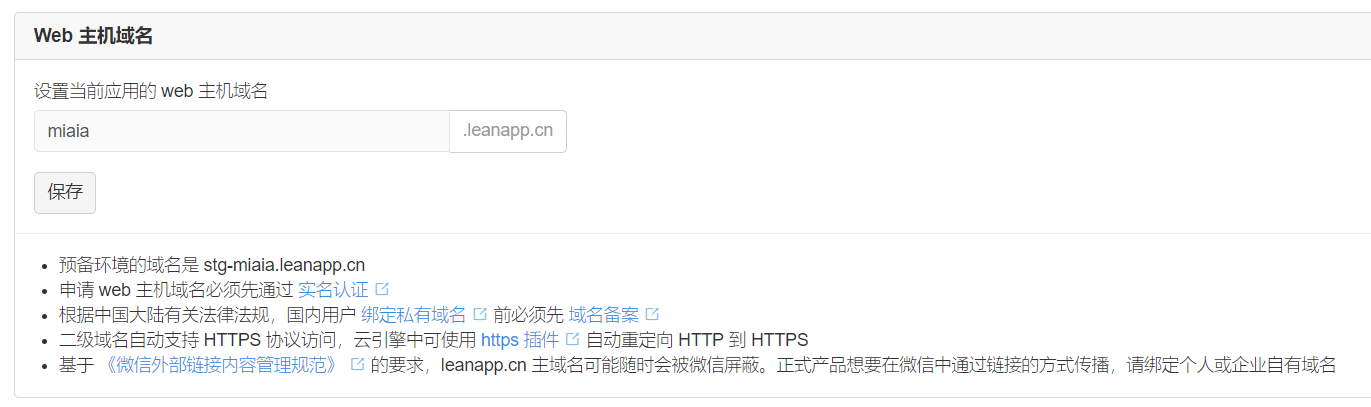 Web 主机域名
设置当前应用的 web 主机域名
miaia .leanapp.cn
保存
预备环境的域名是 stg-miaia.leanapp.cn
申请 web 主机域名必须先通过 实名认证
根据中国大陆有关法律法规，国内用户 绑定私有域名 前必须先 域名备案
二级域名自动支持 HTTPS 协议访问，云引擎中可使用 https 插件 自动重定向 HTTP 到 HTTPS
基于 《微信外部链接内容管理规范》 的要求，leanapp.cn 主域名可能随时会被微信屏蔽。正式产品想要在微信中通过链接的方式传播，请绑定个人或企业自有域名